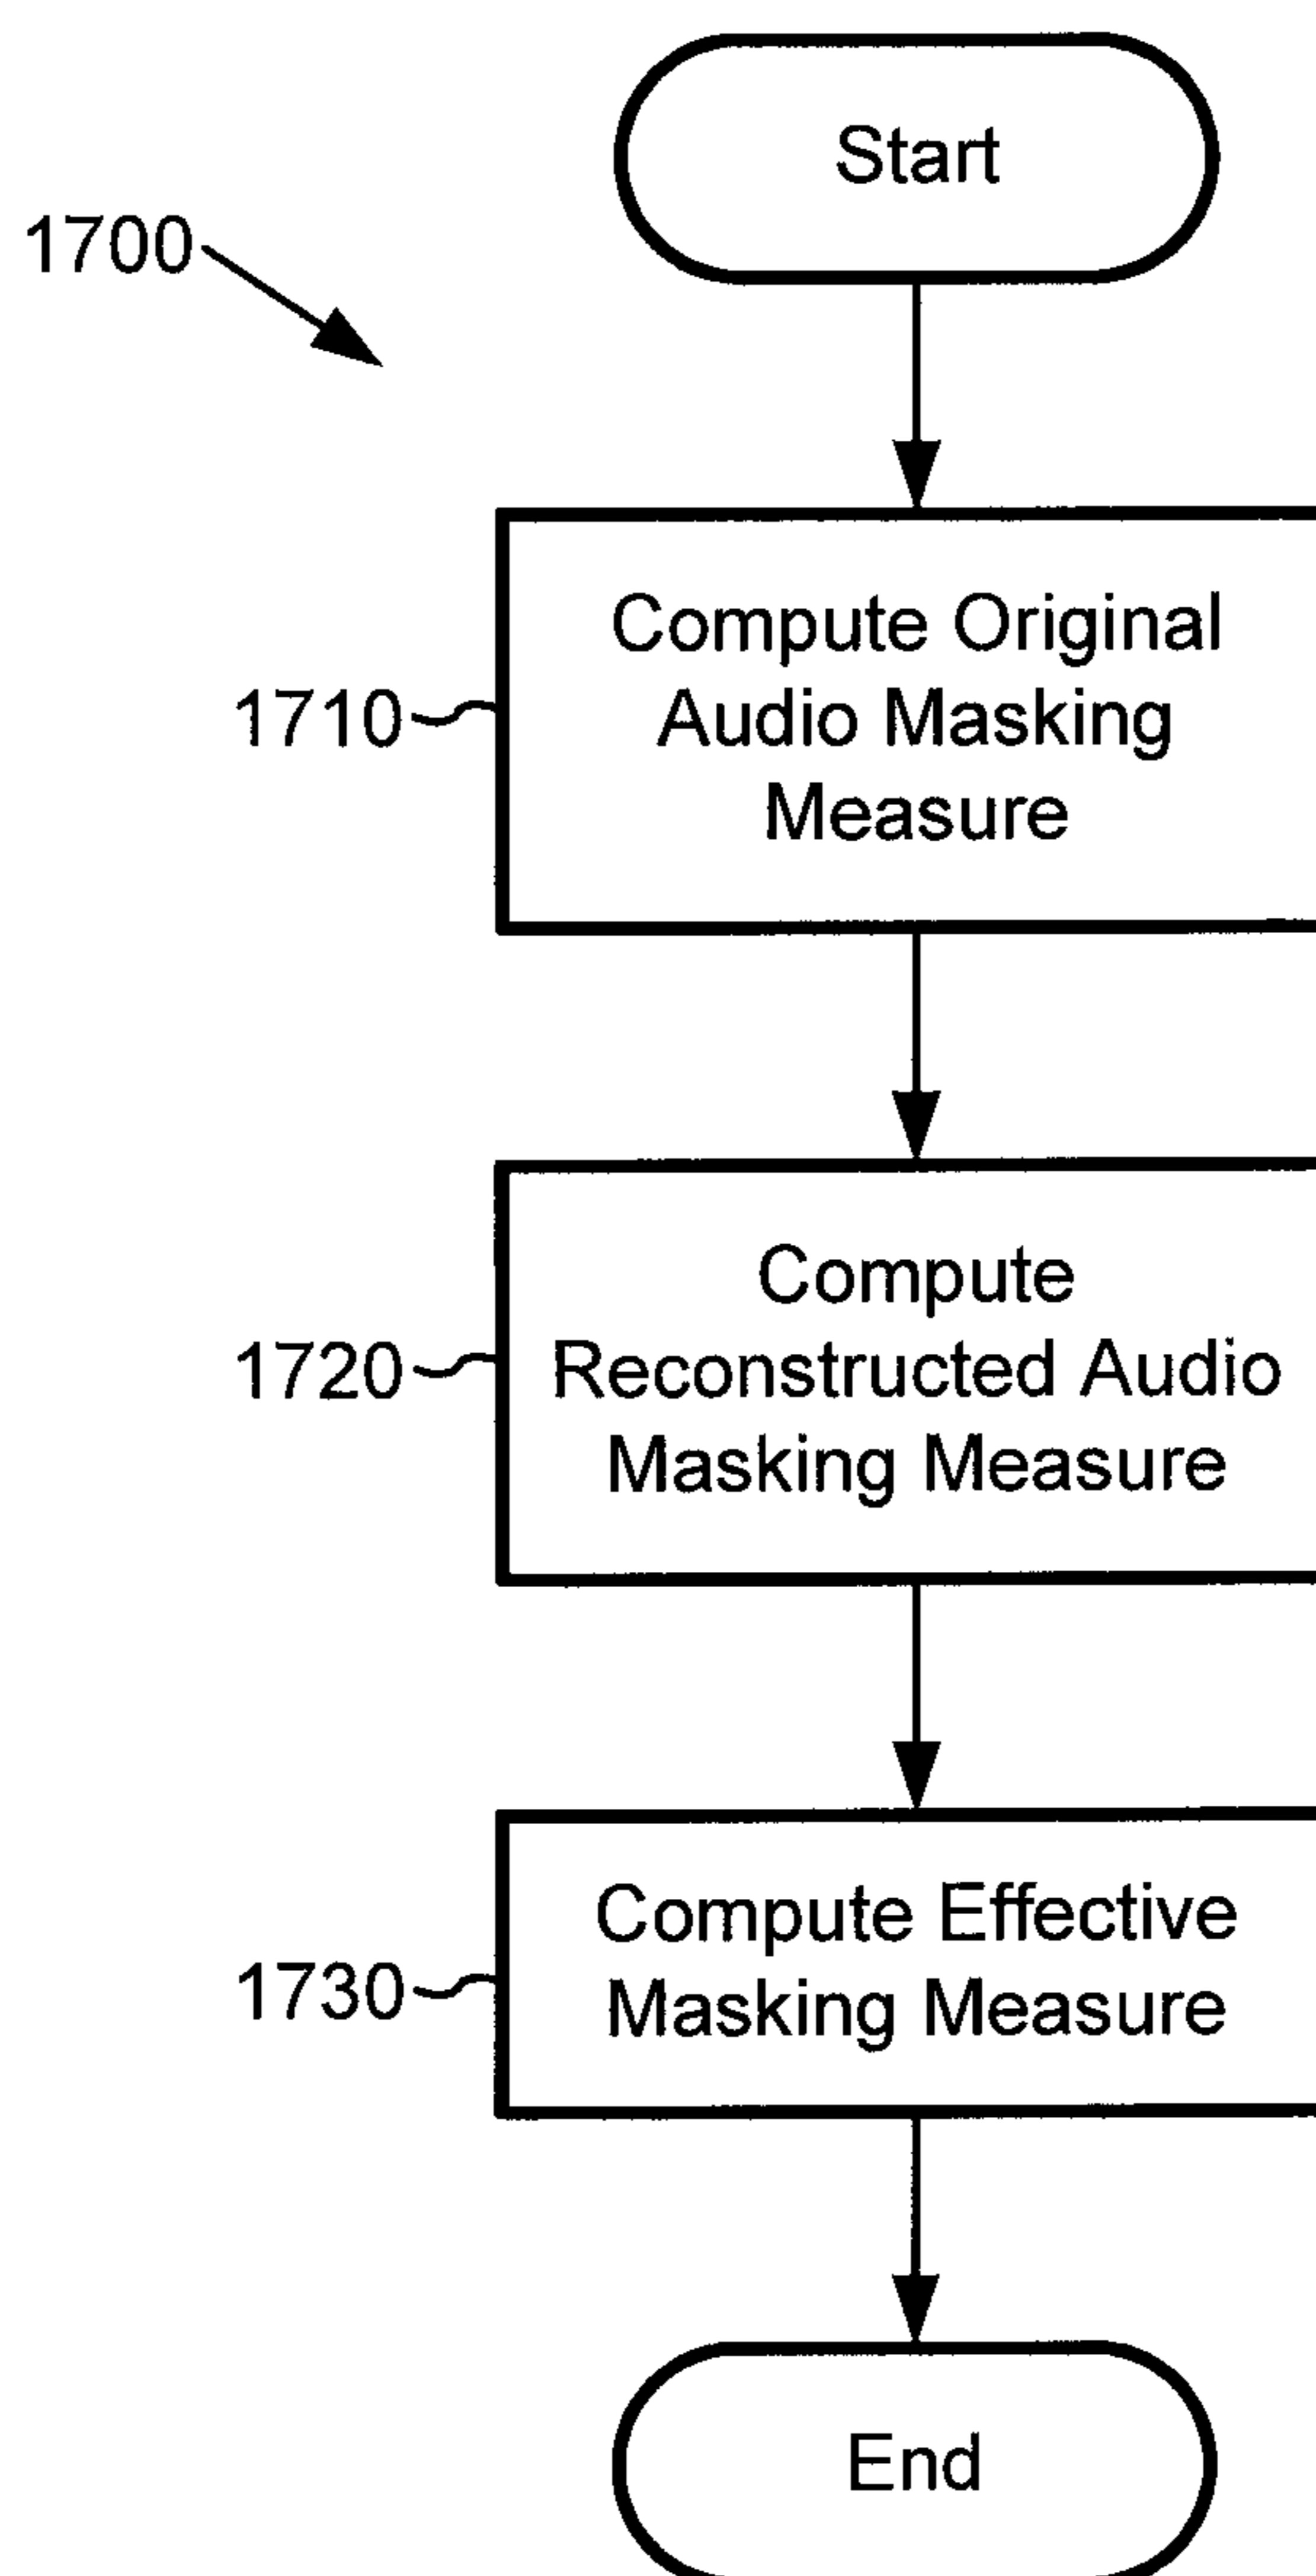 Start
1700
Compute Original
Audio Masking
Measure
1710
Compute
Reconstructed Audio
Masking Measure
1720
Compute Effective
Masking Measure
1730
End